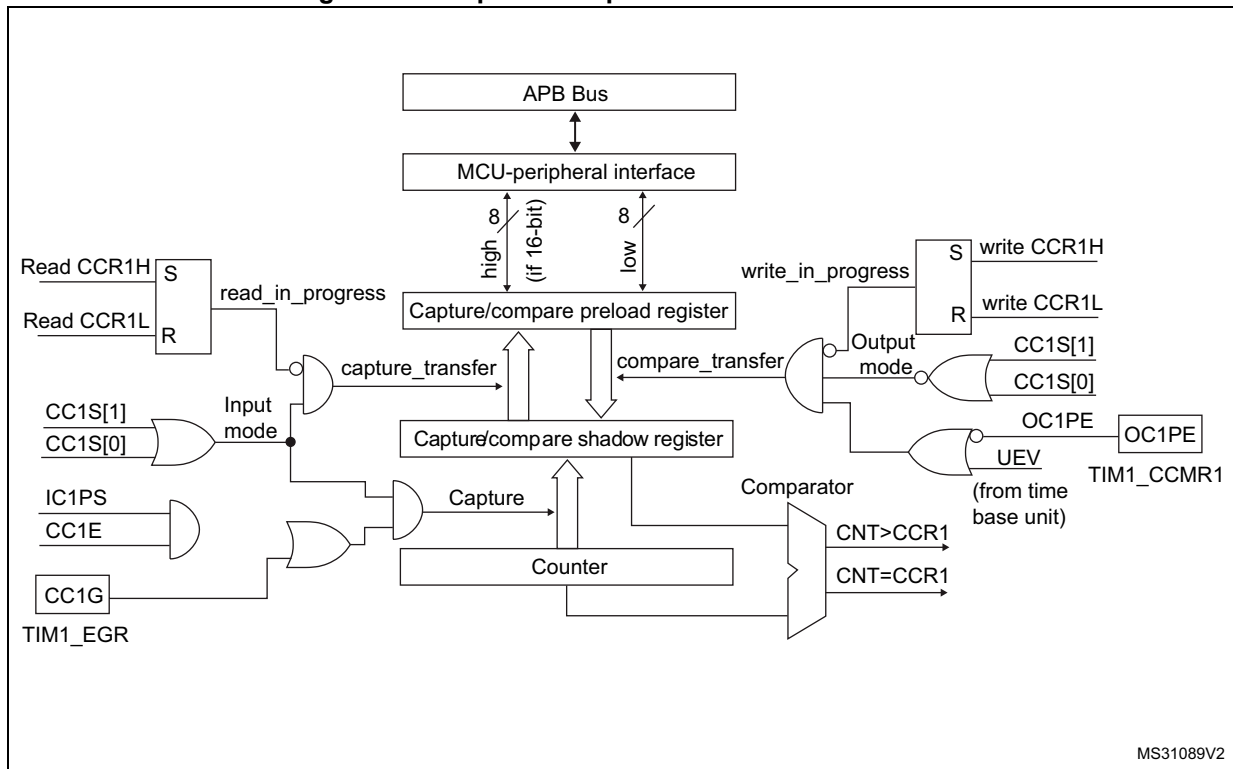 APB Bus
MCU-peripheral interface
8
high
(if 16-bit)
8
low
Read CCR1H
S
read_in_progress
Read CCR1L
R
write_in_progress
S
write CCR1H
R
write CCR1L
Capture/compare preload register
capture_transfer
compare_transfer
Output
mode
CC1S[1]
CC1S[0]
CC1S[1]
CC1S[0]
Input
mode
Capture/compare shadow register
OC1PE
OC1PE
UEV
TIM1_CCMR1
(from time
base unit)
IC1PS
CC1E
Capture
Comparator
CNT>CCR1
Counter
CNT=CCR1
CC1G
TIM1_EGR
MS31089V2